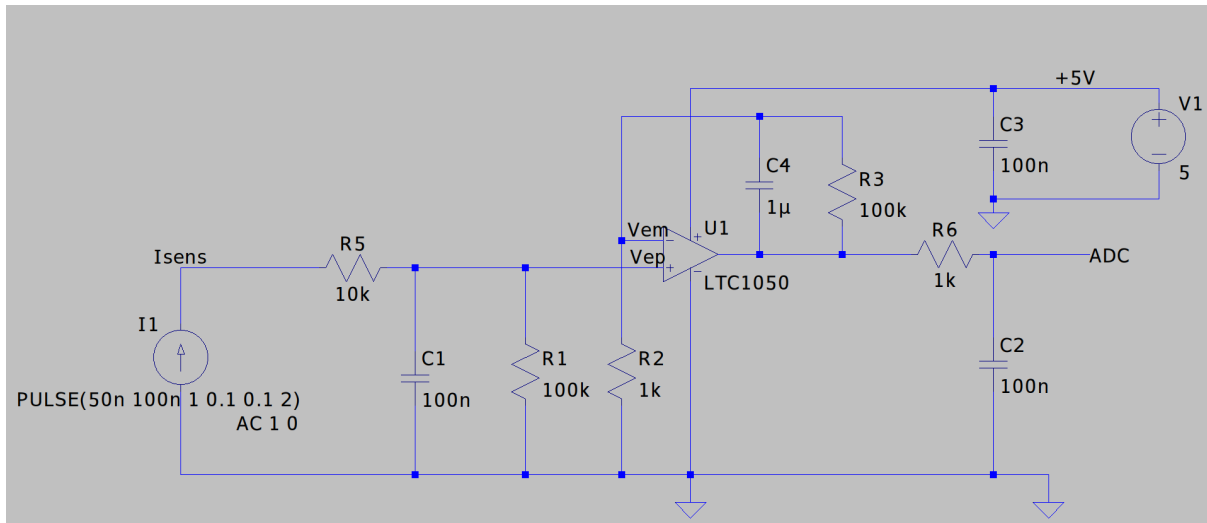 +5V
V1
C3
100n
5
C4
1µ
R3
100k
Vem
U1
R6
1k
ADC
Isens
R5
10k
Vep
+
−
+
−
+
−
LTC1050
I1
PULSE(50n 100n 1 0.1 0.1 2)
AC 1 0
C1
100n
R1
100k
R2
1k
C2
100n